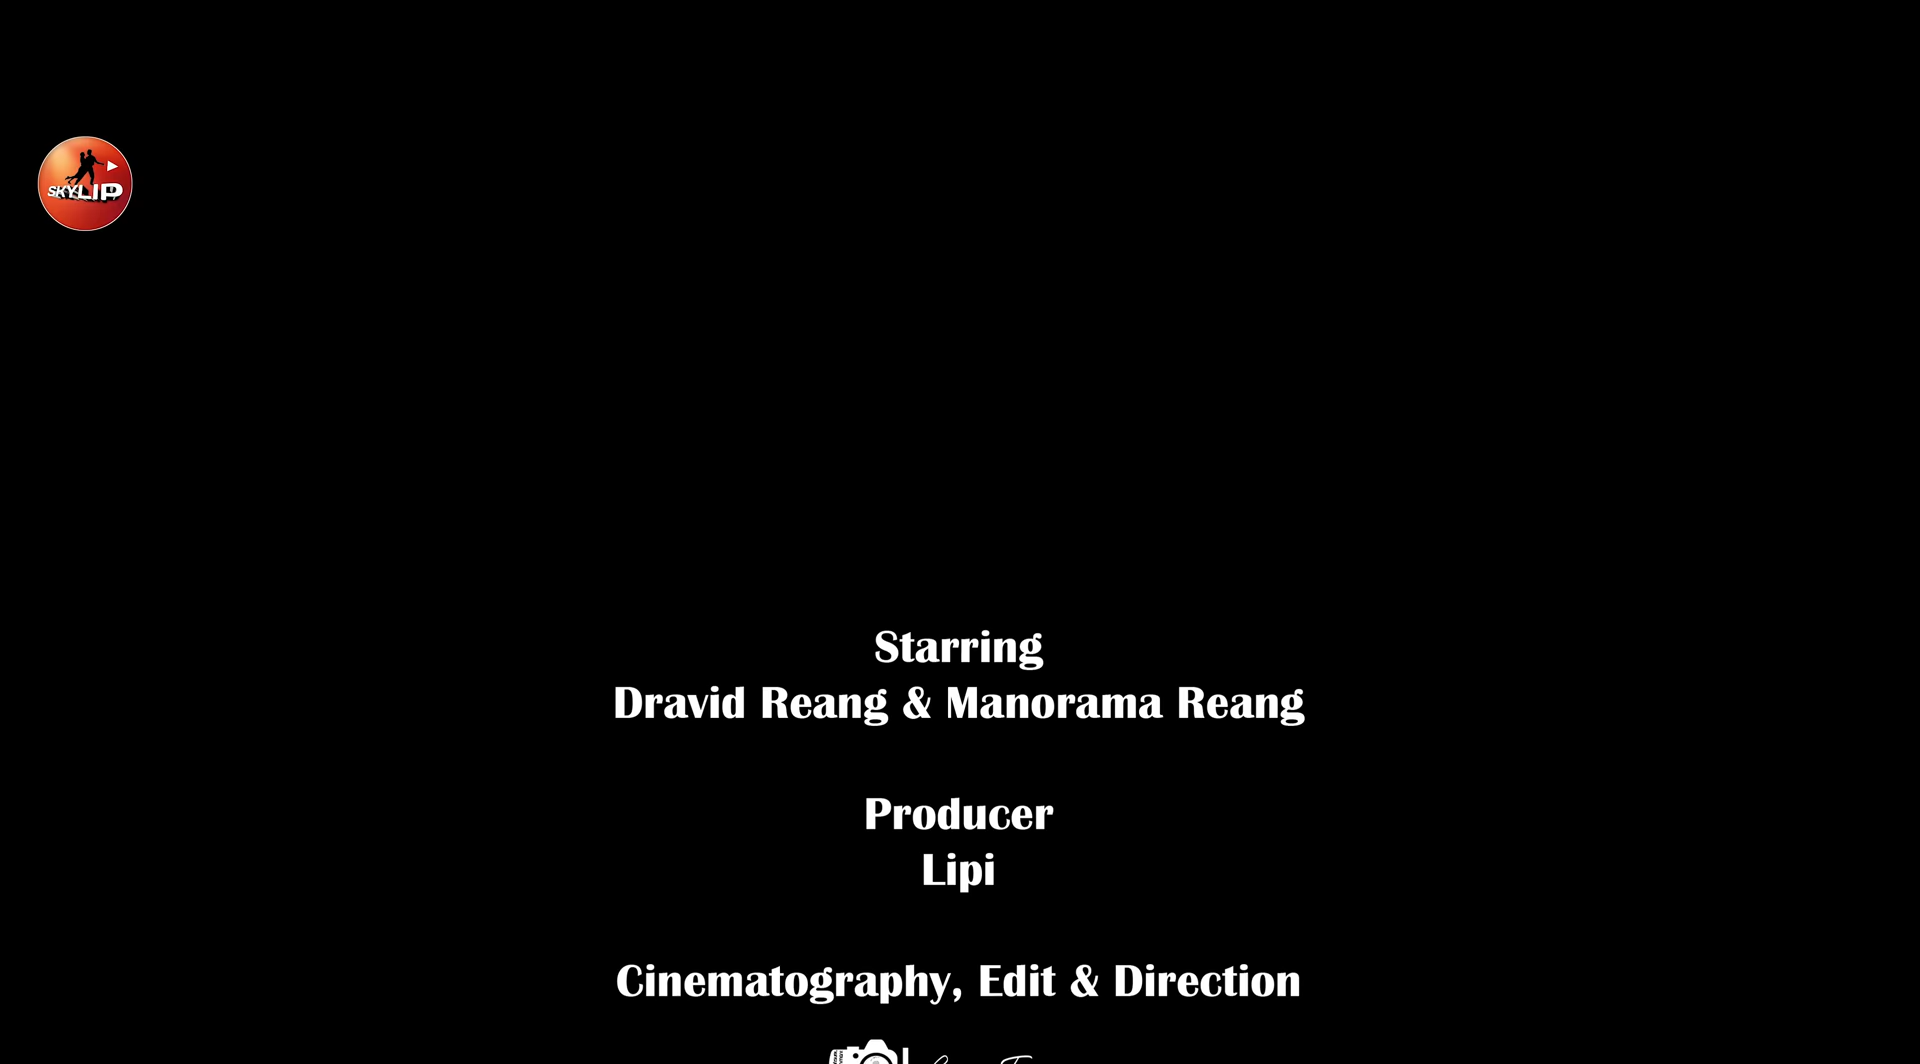 SKYLIP
Starring
Dravid Reang & Manorama Reang
Producer
Lipi
Cinematography, Edit & Direction